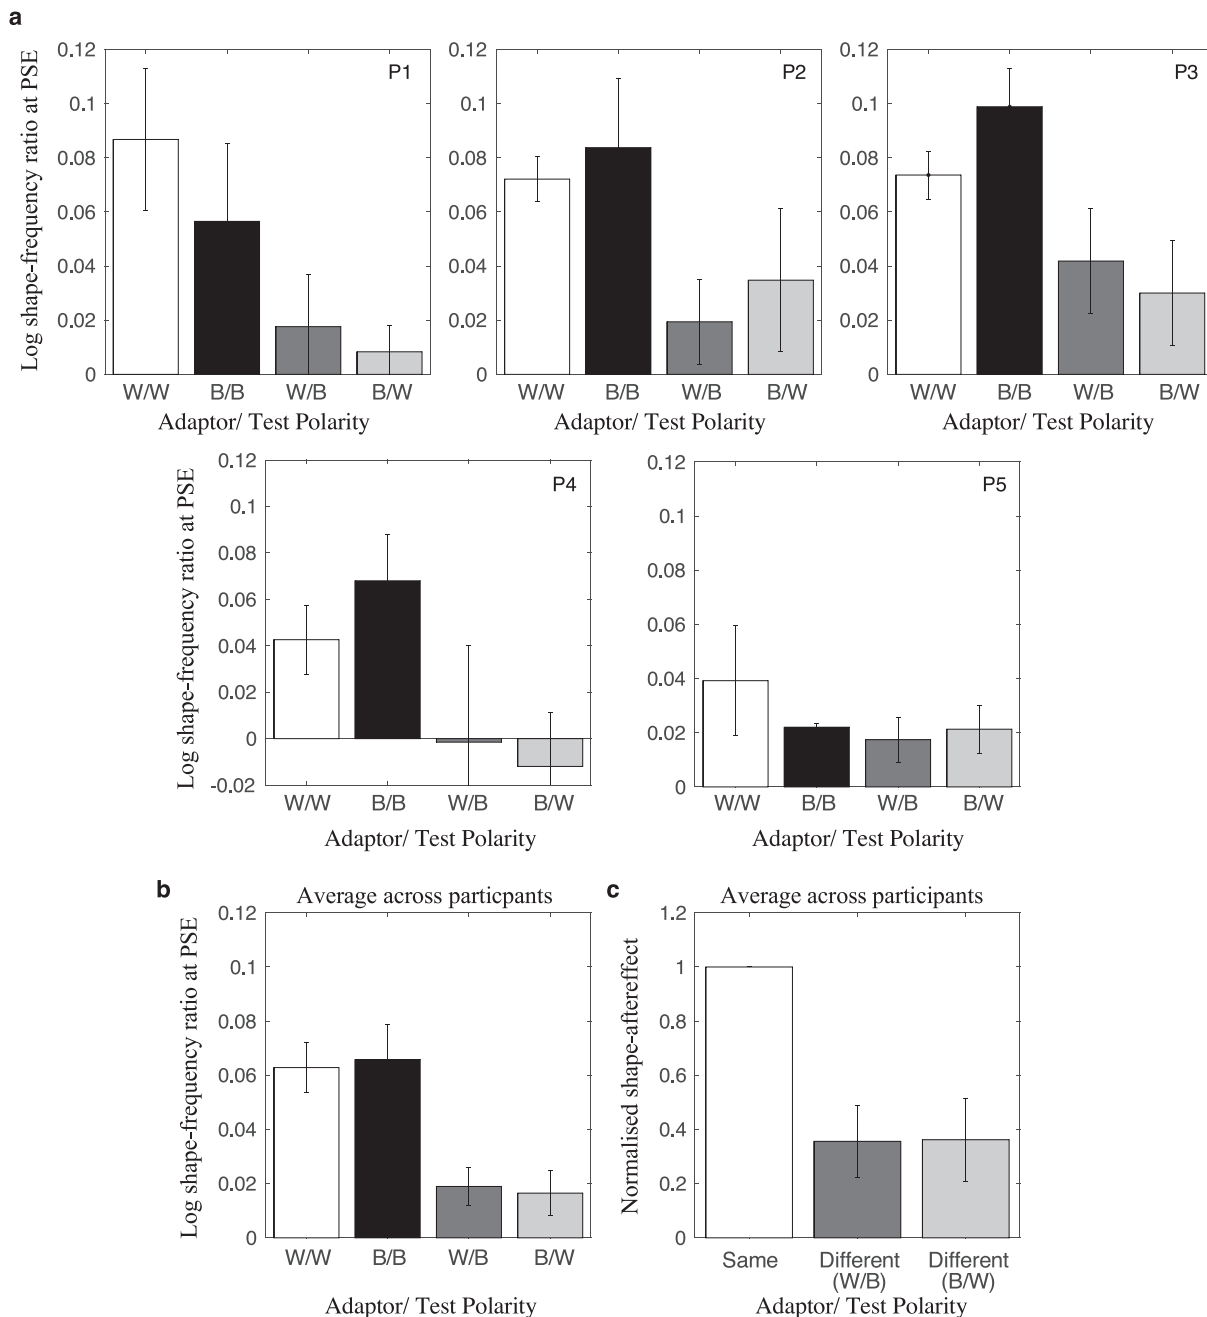 a
Log shape-frequency ratio at PSE
0.12
0.1
0.08
0.06
0.04
0.02
0
P1
W/W B/B W/B B/W
Adaptor/ Test Polarity
0.12
0.1
0.08
0.06
0.04
0.02
0
P2
W/W B/B W/B B/W
Adaptor/ Test Polarity
0.12
0.1
0.08
0.06
0.04
0.02
0
P3
W/W B/B W/B B/W
Adaptor/ Test Polarity
Log shape-frequency ratio at PSE
0.12
0.1
0.08
0.06
0.04
0.02
0
-0.02
P4
W/W B/B W/B B/W
Adaptor/ Test Polarity
0.12
0.1
0.08
0.06
0.04
0.02
0
P5
W/W B/B W/B B/W
Adaptor/ Test Polarity
b
Average across particpants
Log shape-frequency ratio at PSE
0.12
0.1
0.08
0.06
0.04
0.02
0
W/W B/B W/B B/W
Adaptor/ Test Polarity
c
Average across participants
Normalised shape-aftereffect
1.2
1
0.8
0.6
0.4
0.2
0
Same Different Different
(W/B) (B/W)
Adaptor/ Test Polarity